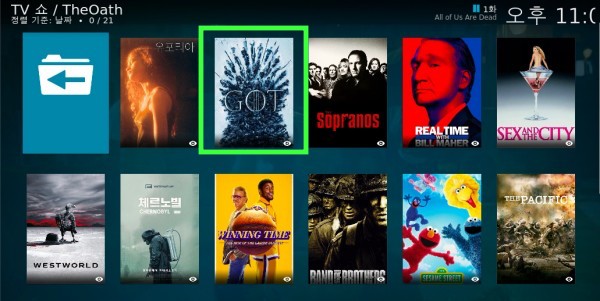 TV 쇼 / TheOath
정렬 기준: 날짜 • 0 / 21
1화
All of Us Are Dead
오후 11:0
유포리아
GOT
The Sopranos
REAL TIME
WITH
BILL MAHER
SEX AND THE CITY
WESTWORLD
체르노빌
CHERNOBYL
WINNING TIME
BAND OF BROTHERS
SESAME STREET
THE PACIFIC